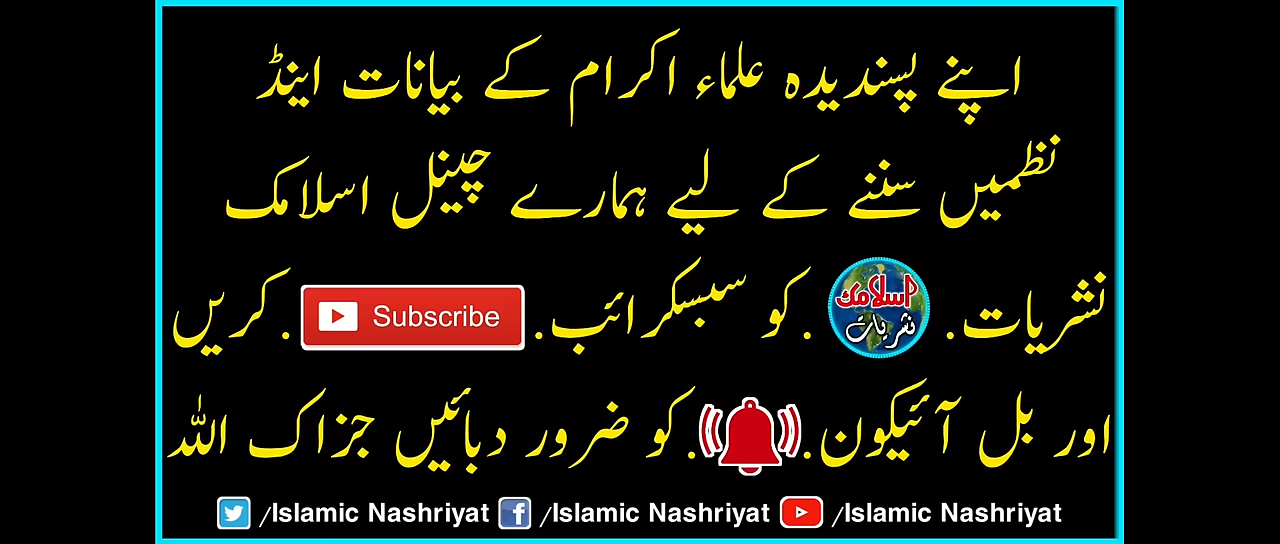 اپنے پسندیدہ علماء اکرام کے بیانات اینڈ
نظمیں سننے کے لیے ہمارے چینل اسلامک
نشریات. اسلامک نشریات .کو سبسکرائب. Subscribe .کریں
اور بل آئیکون. .کو ضرور دبائیں جزاک اللہ
/Islamic Nashriyat /Islamic Nashriyat /Islamic Nashriyat